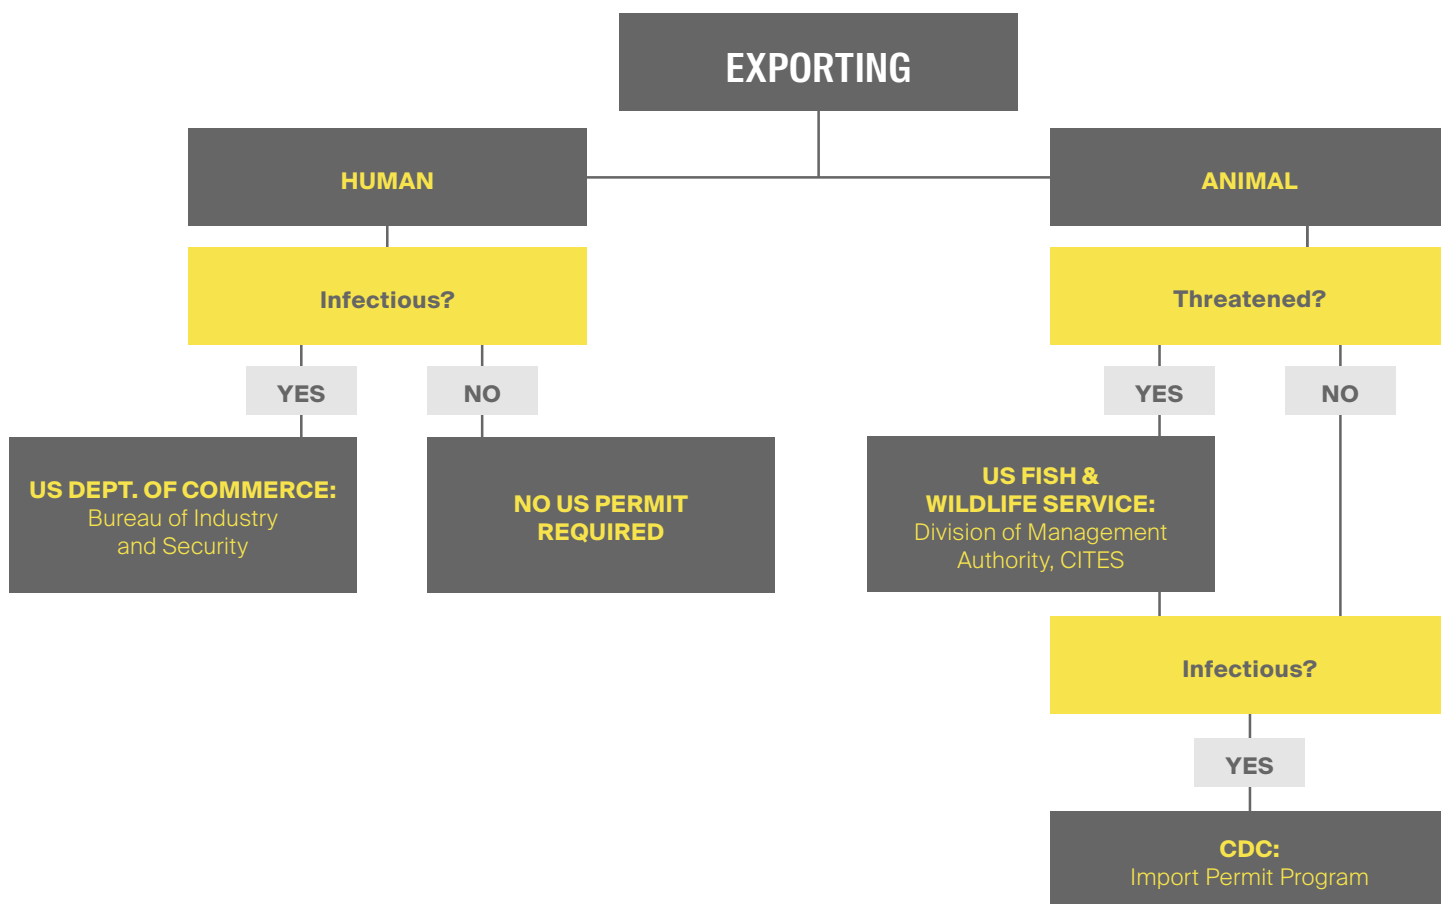 EXPORTING
HUMAN
ANIMAL
Infectious?
Threatened?
YES
NO
YES
NO
US DEPT. OF COMMERCE:
Bureau of Industry
and Security
NO US PERMIT
REQUIRED
US FISH &
WILDLIFE SERVICE:
Division of Management
Authority, CITES
Infectious?
YES
CDC:
Import Permit Program